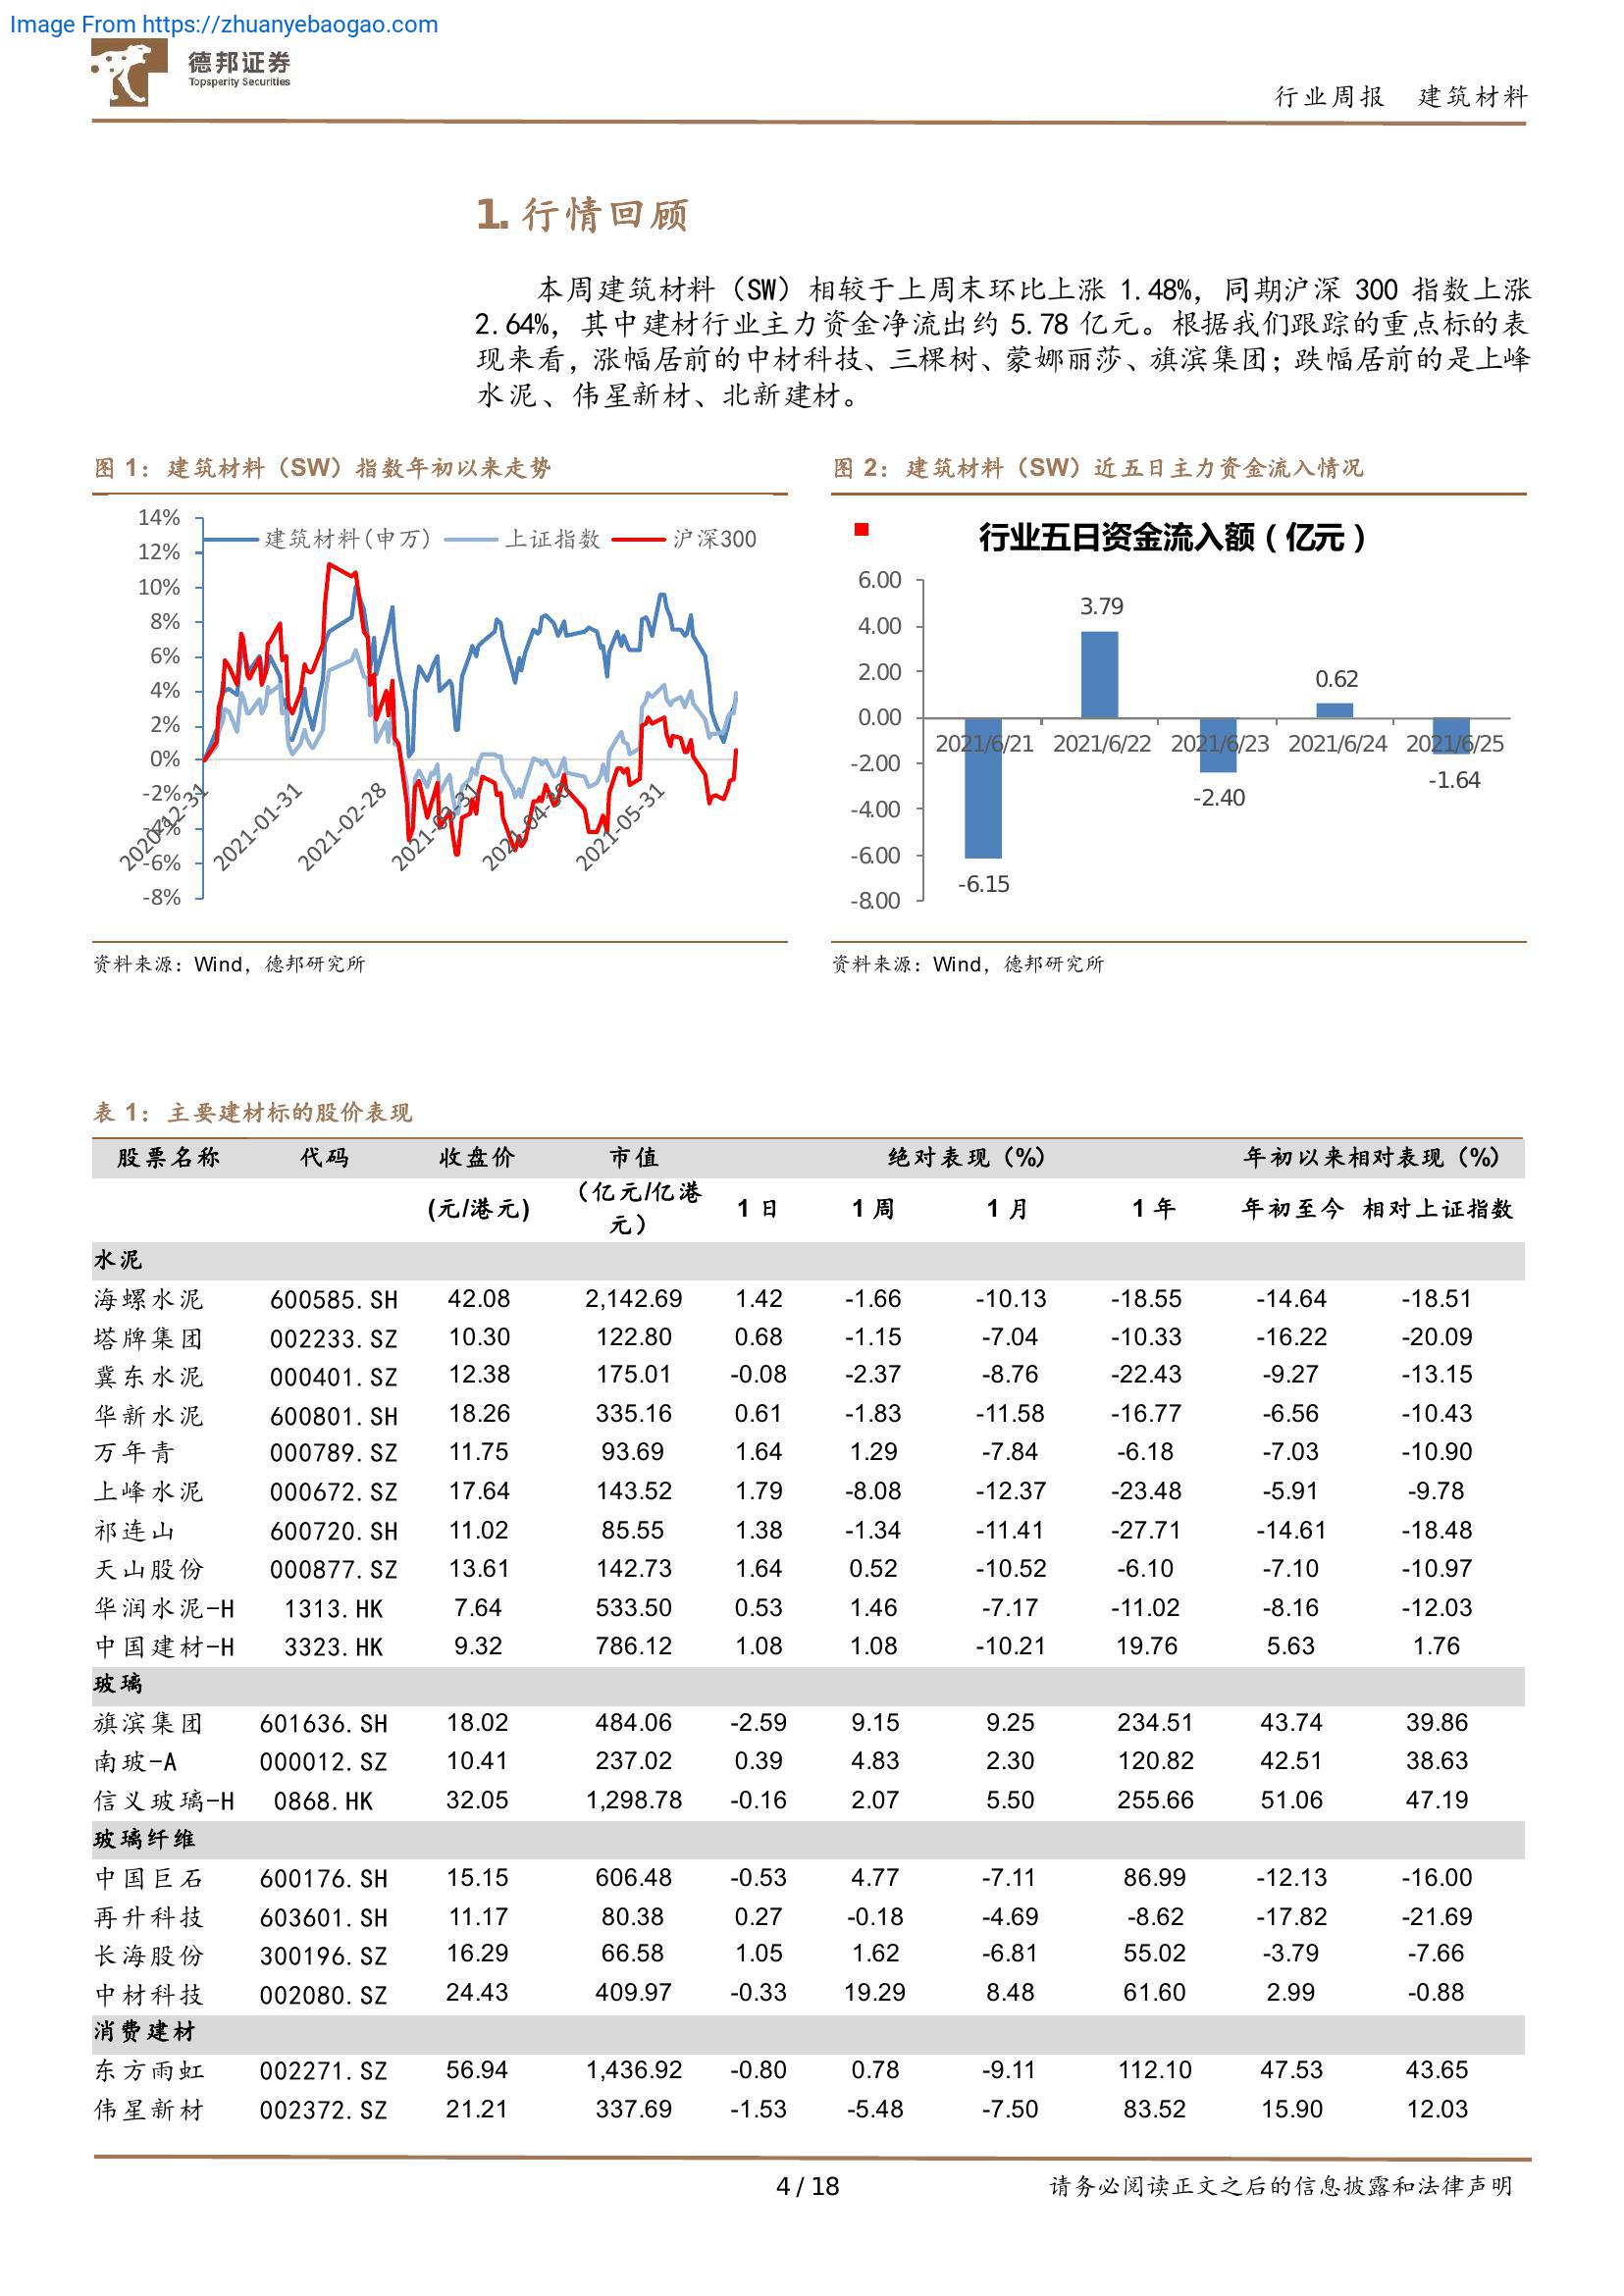 Image From https://zhuanyebaogao.com
德邦证券
Topsperity Securities
行业周报 建筑材料
1. 行情回顾
本周建筑材料（SW）相较于上周末环比上涨 1.48%，同期沪深 300 指数上涨
2.64%，其中建材行业主力资金净流出约 5.78 亿元。根据我们跟踪的重点标的表
现来看，涨幅居前的中材科技、三棵树、蒙娜丽莎、旗滨集团；跌幅居前的是上峰
水泥、伟星新材、北新建材。
图 1：建筑材料（SW）指数年初以来走势
14%
12%
10%
8%
6%
4%
2%
0%
-2%
-4%
-6%
-8%
建筑材料(申万) 上证指数 沪深300
2020-12-31 2021-01-31 2021-02-28 2021-03-31 2021-04-30 2021-05-31
资料来源：Wind，德邦研究所
图 2：建筑材料（SW）近五日主力资金流入情况
行业五日资金流入额（亿元）
6.00
4.00
2.00
0.00
-2.00
-4.00
-6.00
-8.00
3.79
0.62
2021/6/21 2021/6/22 2021/6/23 2021/6/24 2021/6/25
-2.40
-1.64
-6.15
资料来源：Wind，德邦研究所
表 1：主要建材标的股价表现
股票名称 代码 收盘价 市值 绝对表现（%） 年初以来相对表现（%）
(元/港元) （亿元/亿港元） 1 日 1 周 1 月 1 年 年初至今 相对上证指数
水泥
海螺水泥 600585.SH 42.08 2,142.69 1.42 -1.66 -10.13 -18.55 -14.64 -18.51
塔牌集团 002233.SZ 10.30 122.80 0.68 -1.15 -7.04 -10.33 -16.22 -20.09
冀东水泥 000401.SZ 12.38 175.01 -0.08 -2.37 -8.76 -22.43 -9.27 -13.15
华新水泥 600801.SH 18.26 335.16 0.61 -1.83 -11.58 -16.77 -6.56 -10.43
万年青 000789.SZ 11.75 93.69 1.64 1.29 -7.84 -6.18 -7.03 -10.90
上峰水泥 000672.SZ 17.64 143.52 1.79 -8.08 -12.37 -23.48 -5.91 -9.78
祁连山 600720.SH 11.02 85.55 1.38 -1.34 -11.41 -27.71 -14.61 -18.48
天山股份 000877.SZ 13.61 142.73 1.64 0.52 -10.52 -6.10 -7.10 -10.97
华润水泥-H 1313.HK 7.64 533.50 0.53 1.46 -7.17 -11.02 -8.16 -12.03
中国建材-H 3323.HK 9.32 786.12 1.08 1.08 -10.21 19.76 5.63 1.76
玻璃
旗滨集团 601636.SH 18.02 484.06 -2.59 9.15 9.25 234.51 43.74 39.86
南玻-A 000012.SZ 10.41 237.02 0.39 4.83 2.30 120.82 42.51 38.63
信义玻璃-H 0868.HK 32.05 1,298.78 -0.16 2.07 5.50 255.66 51.06 47.19
玻璃纤维
中国巨石 600176.SH 15.15 606.48 -0.53 4.77 -7.11 86.99 -12.13 -16.00
再升科技 603601.SH 11.17 80.38 0.27 -0.18 -4.69 -8.62 -17.82 -21.69
长海股份 300196.SZ 16.29 66.58 1.05 1.62 -6.81 55.02 -3.79 -7.66
中材科技 002080.SZ 24.43 409.97 -0.33 19.29 8.48 61.60 2.99 -0.88
消费建材
东方雨虹 002271.SZ 56.94 1,436.92 -0.80 0.78 -9.11 112.10 47.53 43.65
伟星新材 002372.SZ 21.21 337.69 -1.53 -5.48 -7.50 83.52 15.90 12.03
4 / 18
请务必阅读正文之后的信息披露和法律声明